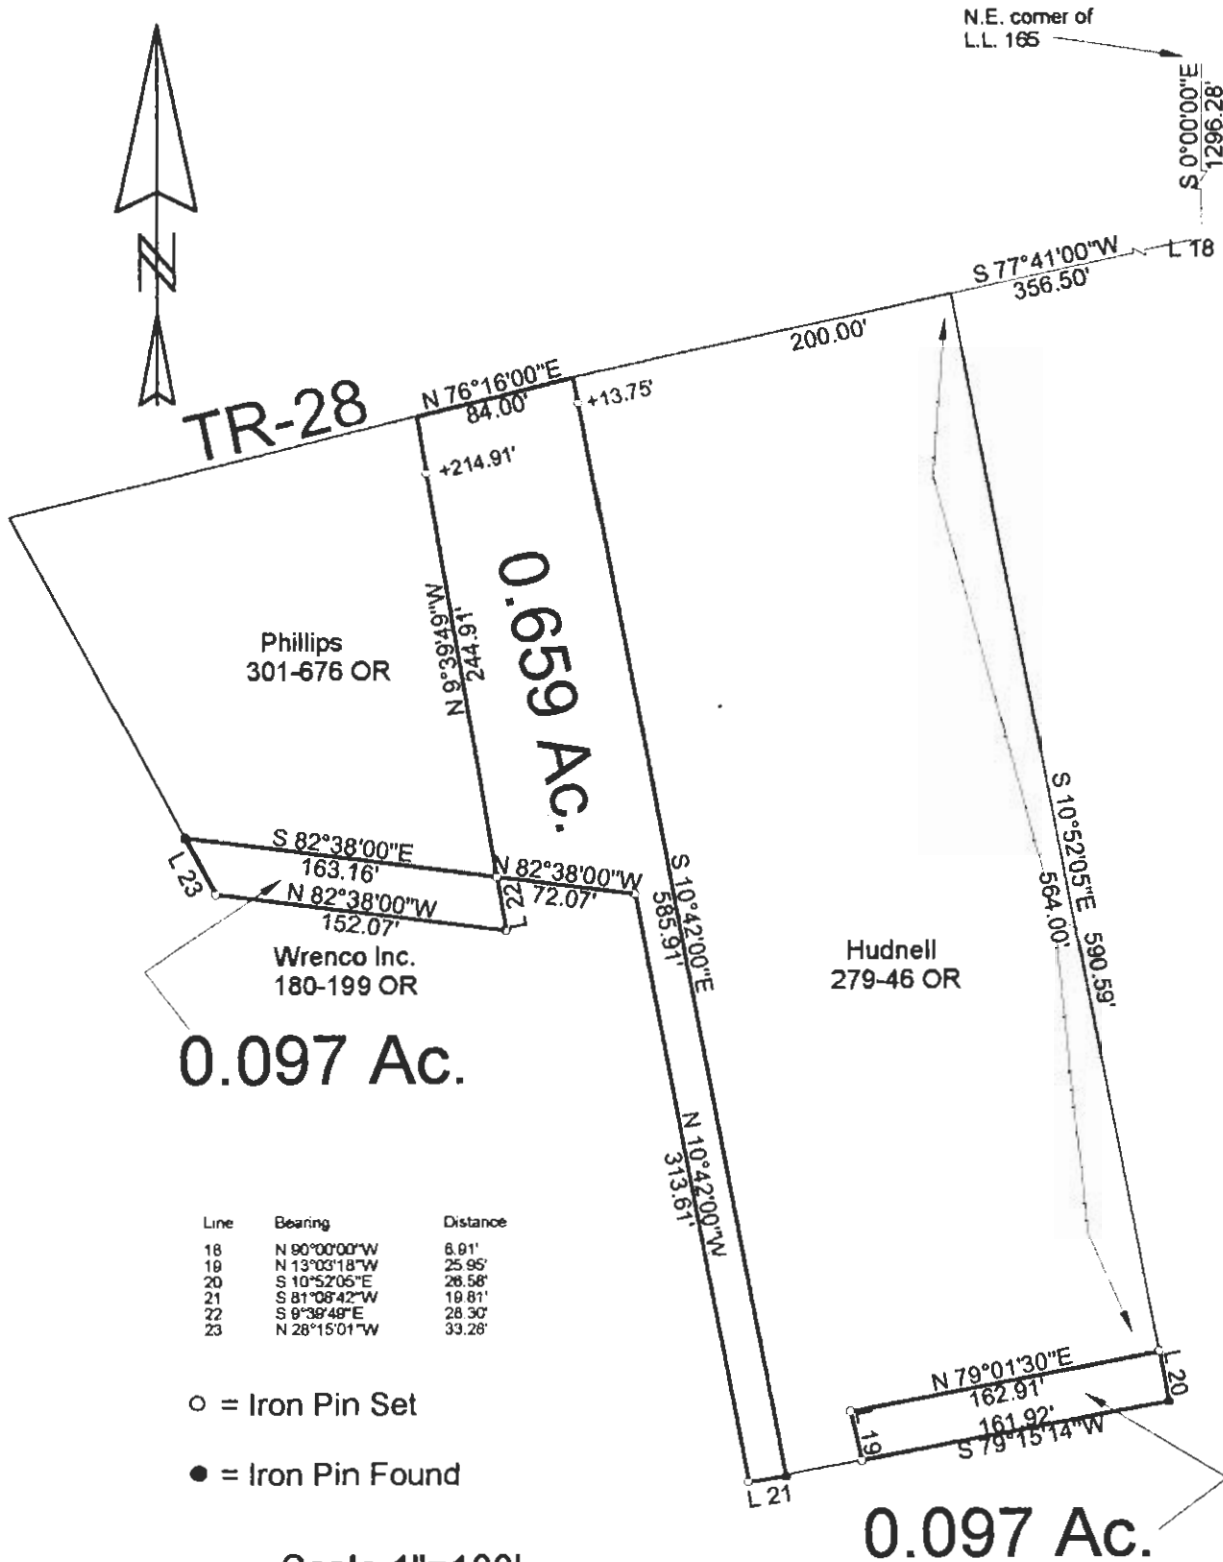 N.E. corner of
L.L. 165
S 0°00'00"E
1296.28'
N
S 77°41'00"W
356.50'
L 18
200.00'
N 76°16'00"E
84.00'
+13.75'
TR-28
+214.91'
N 9°39'49"W
244.91'
0.659 Ac.
Phillips
301-676 OR
S 82°38'00"E
163.16'
L 23
N 82°38'00"W
152.07'
L 22
N 82°38'00"W
72.07'
Wrenco Inc.
180-199 OR
0.097 Ac.
S 10°42'00"E
585.91'
Hudnell
279-46 OR
S 10°52'05"E 590.59'
564.00'
N 10°42'00"W
313.61'
Line Bearing Distance
18 N 90°00'00"W 6.91'
19 N 13°03'18"W 25.95'
20 S 10°52'05"E 26.58'
21 S 81°08'42"W 19.81'
22 S 9°39'49"E 28.30'
23 N 28°15'01"W 33.26'
N 79°01'30"E
162.91'
L 20
161.92'
S 79°15'14"W
L 19
L 21
= Iron Pin Set
= Iron Pin Found
0.097 Ac.
Scale 1"=100'